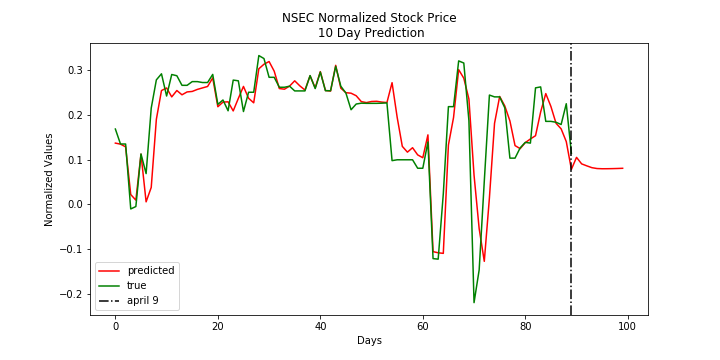 NSEC Normalized Stock Price
10 Day Prediction
Normalized Values
0.3
0.2
0.1
0.0
−0.1
−0.2
predicted
true
april 9
0
20
40
60
80
100
Days